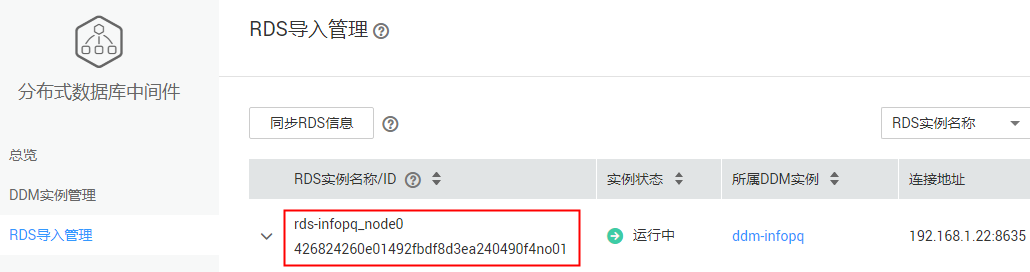 RDS导入管理
分布式数据库中间件
同步RDS信息
RDS实例名称
总览
DDM实例管理
RDS导入管理
RDS实例名称/ID 实例状态 所属DDM实例 连接地址
rds-infopq_node0
426824260e01492fbdf8d3ea240490f4no01
运行中 ddm-infopq 192.168.1.22:8635